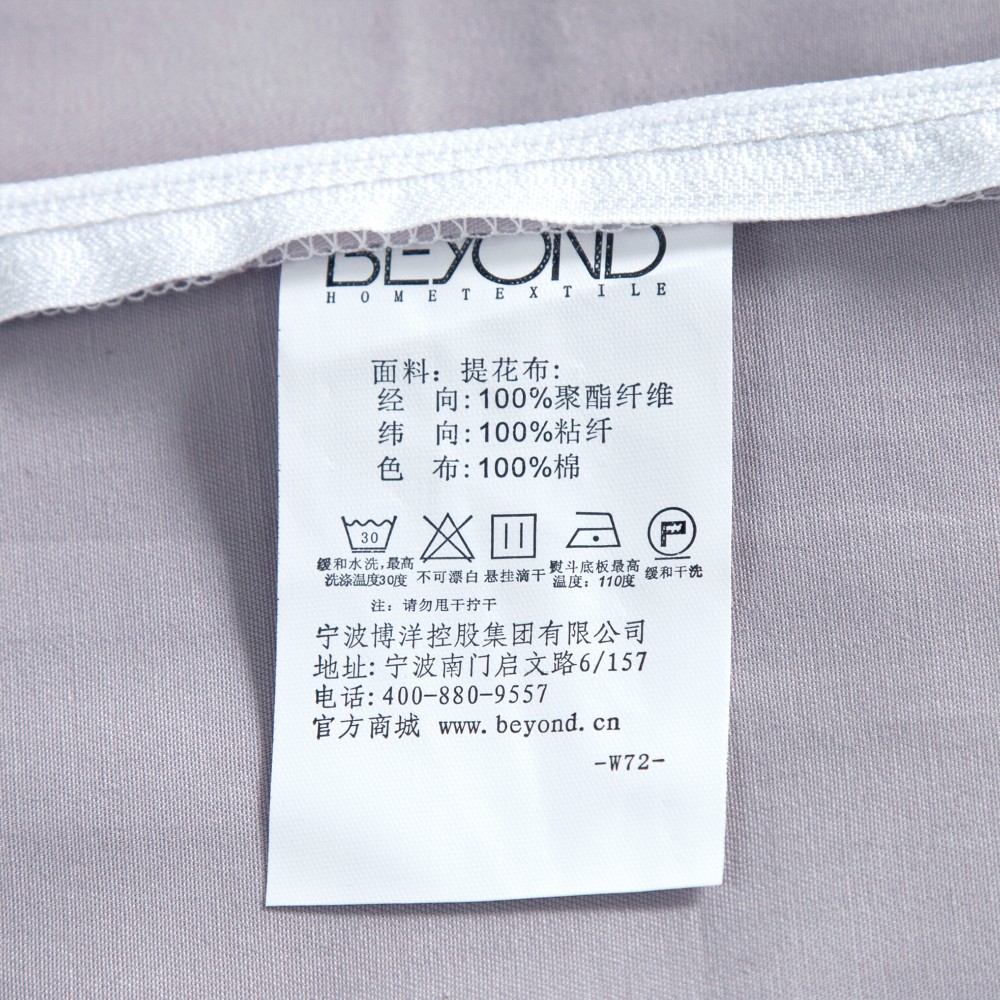 BEYOND
HOMETEXTILE
面料：提花布:
经 向:100%聚酯纤维
纬 向:100%粘纤
色 布:100%棉
30
缓和水洗,最高 不可漂白 悬挂滴干 熨斗底板最高 缓和干洗
洗涤温度30度 温度：110度
P
注：请勿甩干拧干
宁波博洋控股集团有限公司
地址:宁波南门启文路6/157
电话:400-880-9557
官方商城 www.beyond.cn
-W72-